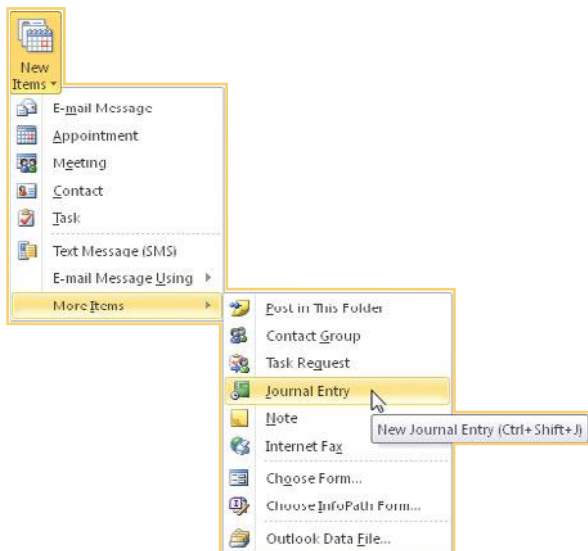 New
Items
E-mail Message
Appointment
Meeting
Contact
Task
Text Message (SMS)
E-mail Message Using
More Items
Post in This Folder
Contact Group
Task Request
Journal Entry
Note
New Journal Entry (Ctrl+Shift+J)
Internet Fax
Choose Form...
Choose InfoPath Form...
Outlook Data File...